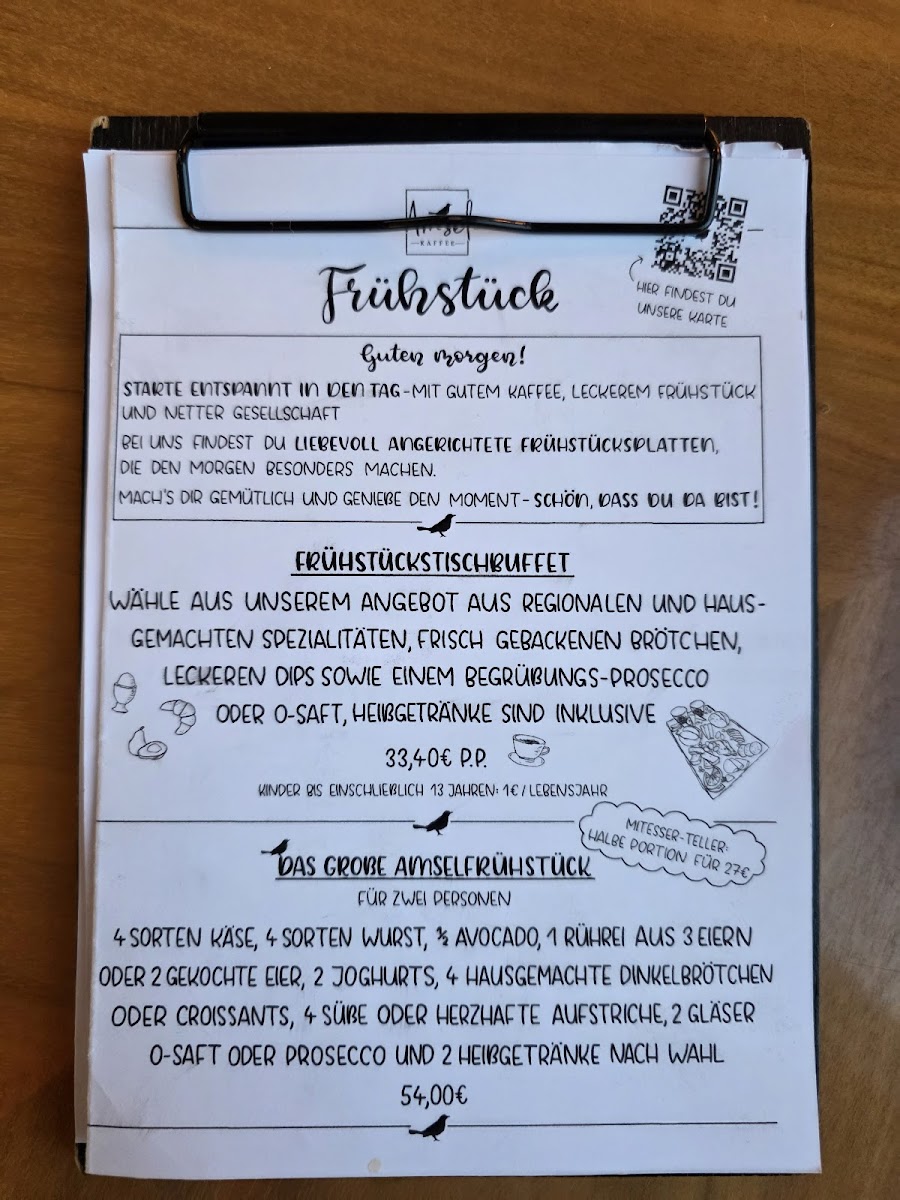 Amsel
KAFFEE
Frühstück
HIER FINDEST DU
UNSERE KARTE
Guten morgen!
STARTE ENTSPANNT IN DEN TAG - MIT GUTEM KAFFEE, LECKEREM FRÜHSTÜCK
UND NETTER GESELLSCHAFT
BEI UNS FINDEST DU LIEBEVOLL ANGERICHTETE FRÜHSTÜCKSPLATTEN,
DIE DEN MORGEN BESONDERS MACHEN.
MACH'S DIR GEMÜTLICH UND GENIEßE DEN MOMENT - SCHÖN, DASS DU DA BIST!
FRÜHSTÜCKSTISCHBUFFET
WÄHLE AUS UNSEREM ANGEBOT AUS REGIONALEN UND HAUS-
GEMACHTEN SPEZIALITÄTEN, FRISCH GEBACKENEN BRÖTCHEN,
LECKEREN DIPS SOWIE EINEM BEGRÜßUNGS-PROSECCO
ODER O-SAFT, HEIßGETRÄNKE SIND INKLUSIVE
33,40€ P.P.
KINDER BIS EINSCHLIEßLICH 13 JAHREN: 1€ / LEBENSJAHR
MITESSER-TELLER:
HALBE PORTION FÜR 27€
DAS GROßE AMSELFRÜHSTÜCK
FÜR ZWEI PERSONEN
4 SORTEN KÄSE, 4 SORTEN WURST, ½ AVOCADO, 1 RÜHREI AUS 3 EIERN
ODER 2 GEKOCHTE EIER, 2 JOGHURTS, 4 HAUSGEMACHTE DINKELBRÖTCHEN
ODER CROISSANTS, 4 SÜßE ODER HERZHAFTE AUFSTRICHE, 2 GLÄSER
O-SAFT ODER PROSECCO UND 2 HEIßGETRÄNKE NACH WAHL
54,00€